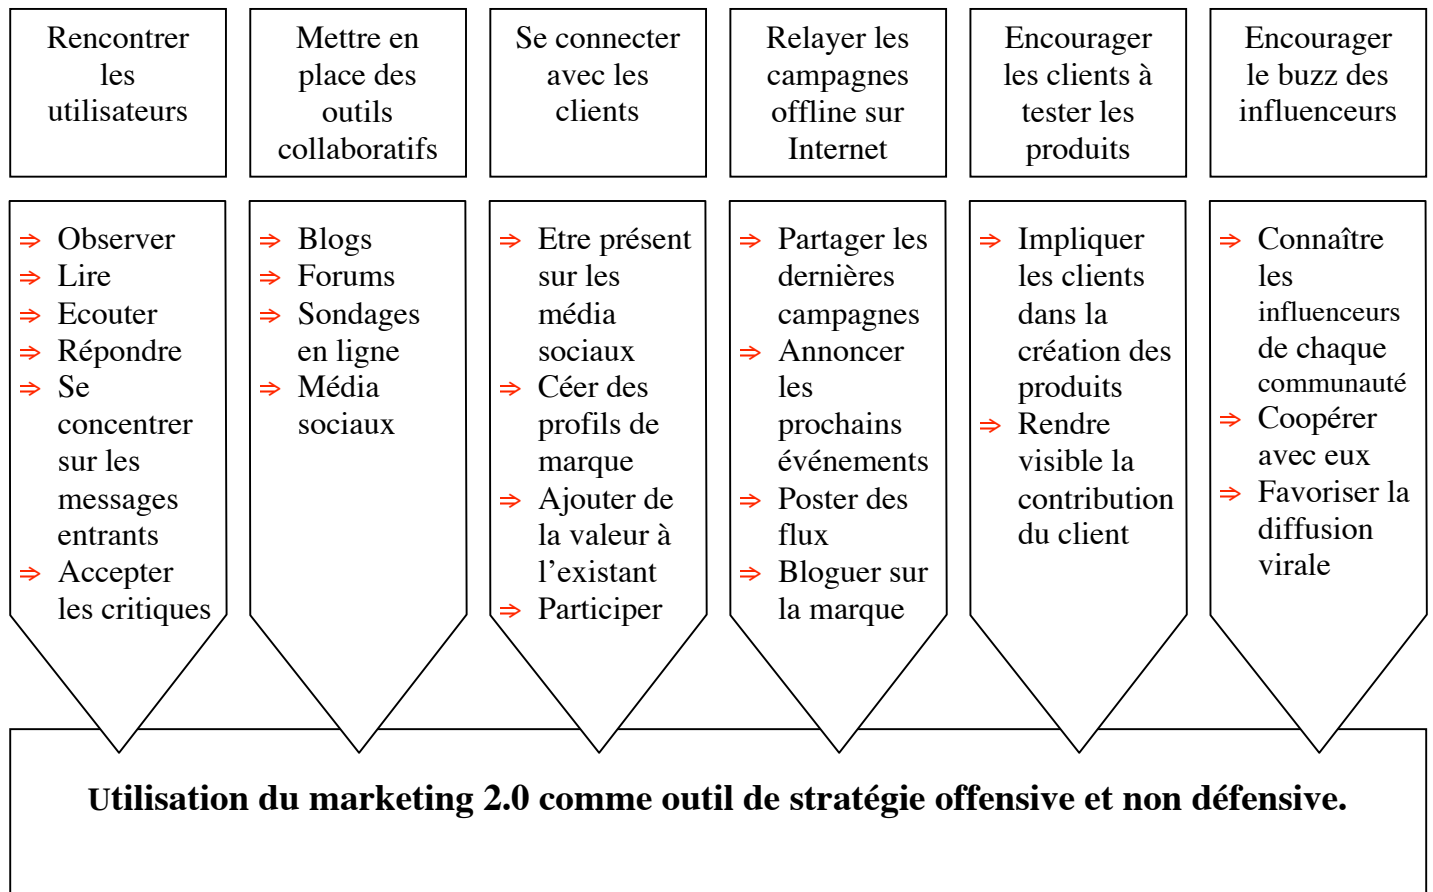 Rencontrer
les
utilisateurs
Mettre en
place des
outils
collaboratifs
Se connecter
avec les
clients
Relayer les
campagnes
offline sur
Internet
Encourager
les clients à
tester les
produits
Encourager
le buzz des
influenceurs
⇒ Observer
⇒ Lire
⇒ Ecouter
⇒ Répondre
⇒ Se
concentrer
sur les
messages
entrants
⇒ Accepter
les critiques
⇒ Blogs
⇒ Forums
⇒ Sondages
en ligne
⇒ Média
sociaux
⇒ Etre présent
sur les
média
sociaux
⇒ Céer des
profils de
marque
⇒ Ajouter de
la valeur à
l’existant
⇒ Participer
⇒ Partager les
dernières
campagnes
⇒ Annoncer
les
prochains
événements
⇒ Poster des
flux
⇒ Bloguer sur
la marque
⇒ Impliquer
les clients
dans la
création des
produits
⇒ Rendre
visible la
contribution
du client
⇒ Connaître
les
influenceurs
de chaque
communauté
⇒ Coopérer
avec eux
⇒ Favoriser la
diffusion
virale
Utilisation du marketing 2.0 comme outil de stratégie offensive et non défensive.